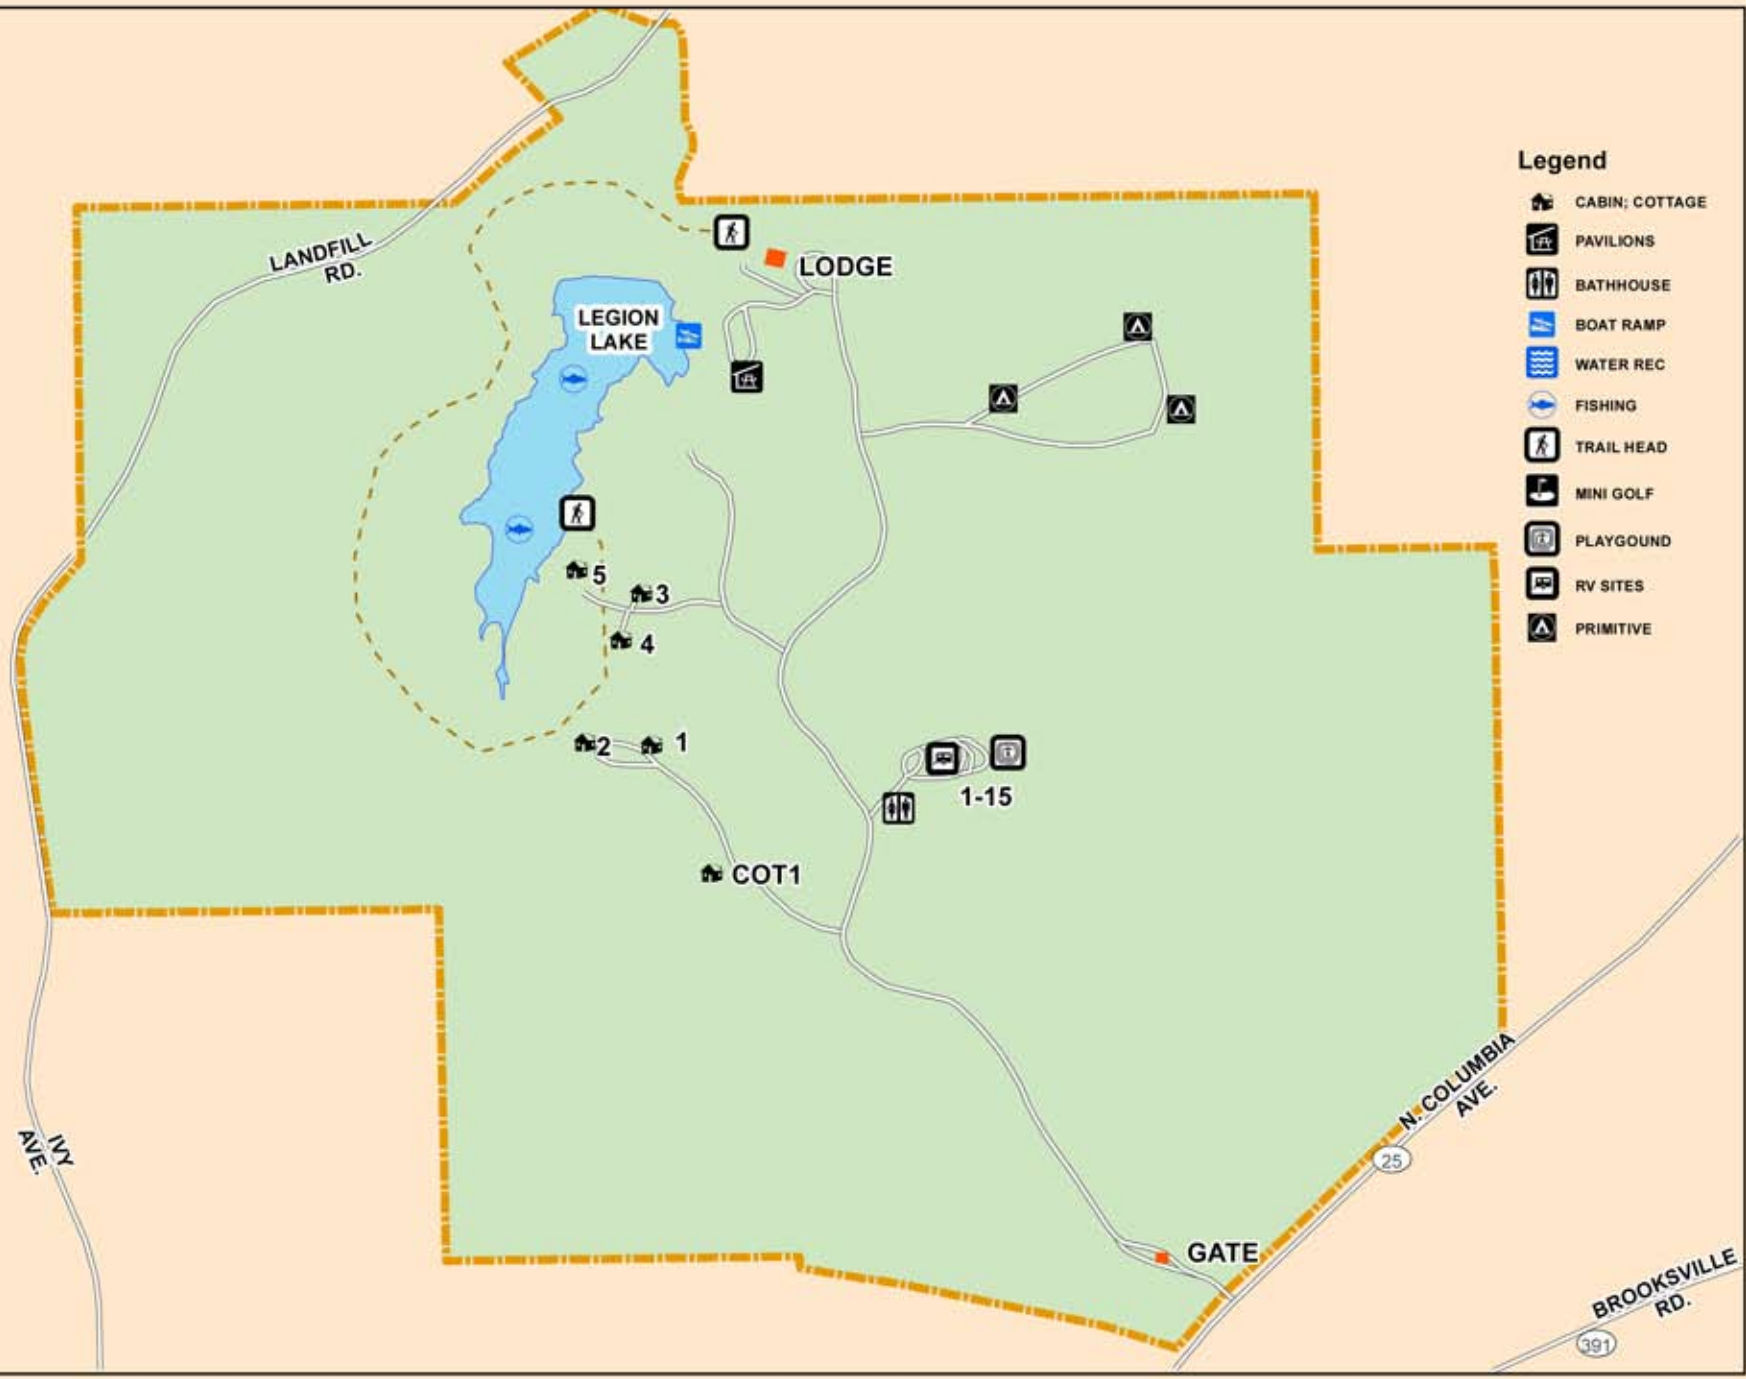 Legend
CABIN; COTTAGE
PAVILIONS
BATHHOUSE
BOAT RAMP
WATER REC
FISHING
TRAIL HEAD
MINI GOLF
PLAYGOUND
RV SITES
PRIMITIVE
LANDFILL
RD.
LODGE
LEGION
LAKE
5
3
4
2
1
1-15
COT1
N. COLUMBIA
AVE.
25
IVY
AVE.
GATE
BROOKSVILLE
RD.
391